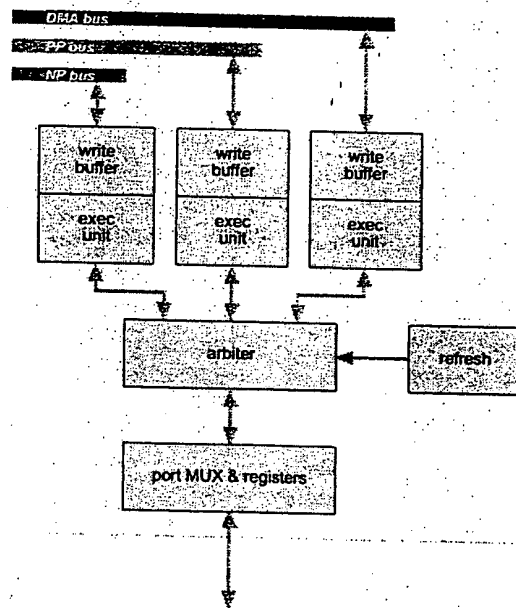 DMA bus
PP bus
NP bus
write
buffer
write
buffer
write
buffer
exec
unit
exec
unit
exec
unit
arbiter
refresh
port MUX & registers